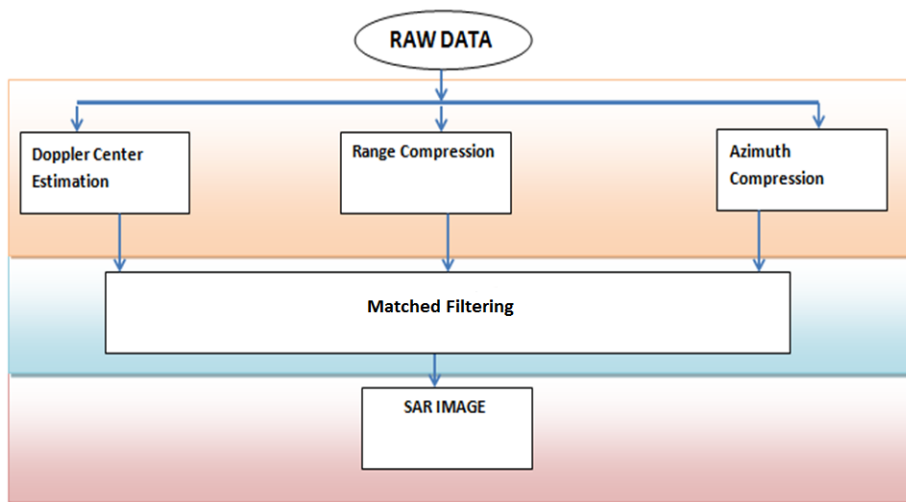 RAW DATA
Doppler Center
Estimation
Range Compression
Azimuth
Compression
Matched Filtering
SAR IMAGE